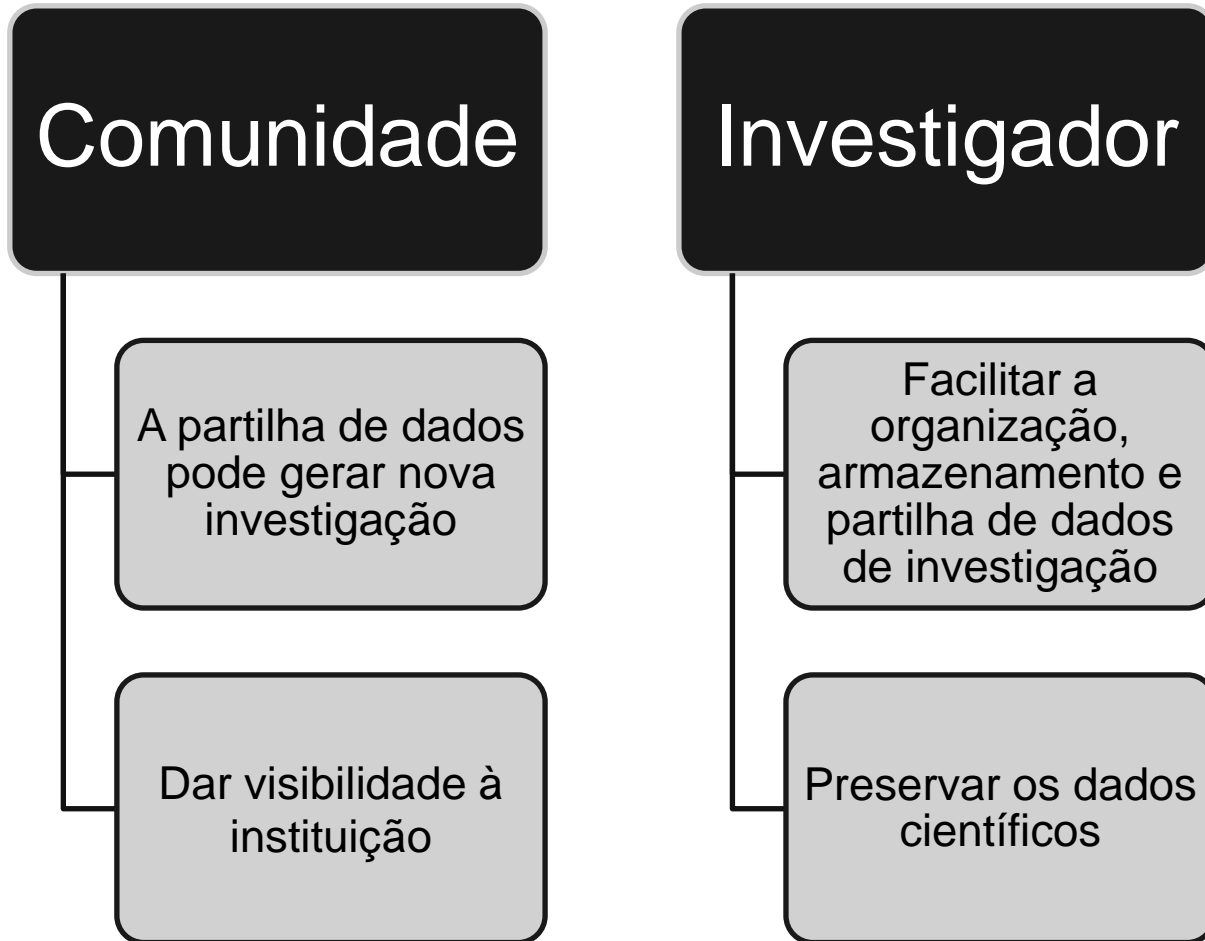 Comunidade
A partilha de dados
pode gerar nova
investigação
Dar visibilidade à
instituição
Investigador
Facilitar a
organização,
armazenamento e
partilha de dados
de investigação
Preservar os dados
científicos